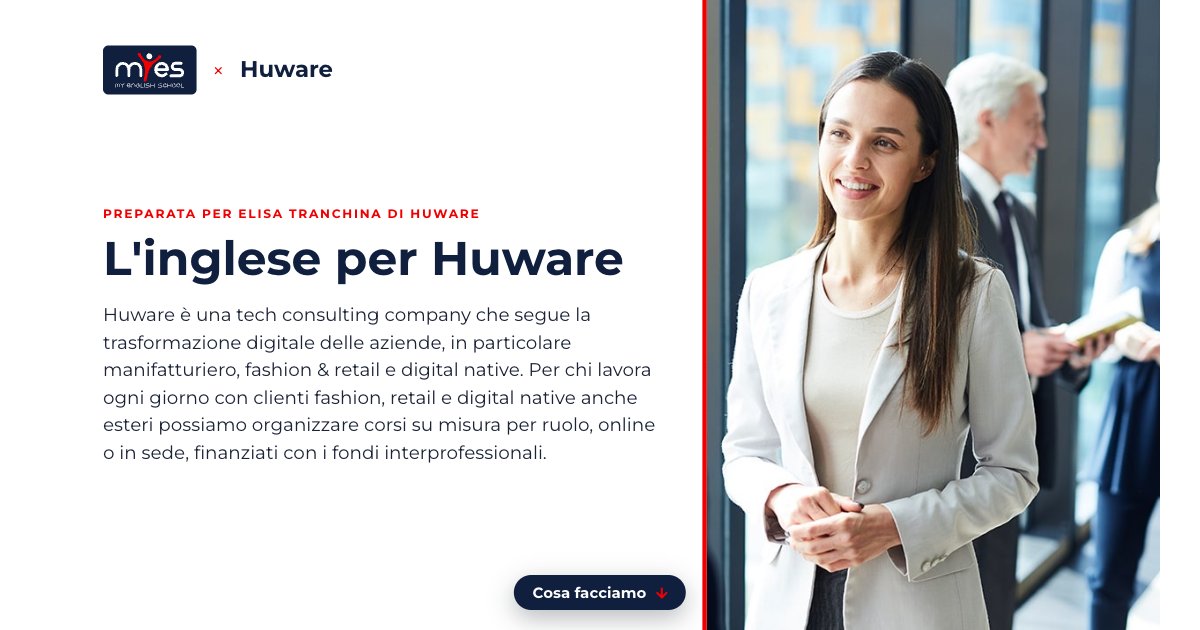 myes
MY ENGLISH SCHOOL
× Huware
PREPARATA PER ELISA TRANCHINA DI HUWARE
L'inglese per Huware
Huware è una tech consulting company che segue la
trasformazione digitale delle aziende, in particolare
manifatturiero, fashion & retail e digital native. Per chi lavora
ogni giorno con clienti fashion, retail e digital native anche
esteri possiamo organizzare corsi su misura per ruolo, online
o in sede, finanziati con i fondi interprofessionali.
Cosa facciamo ↓